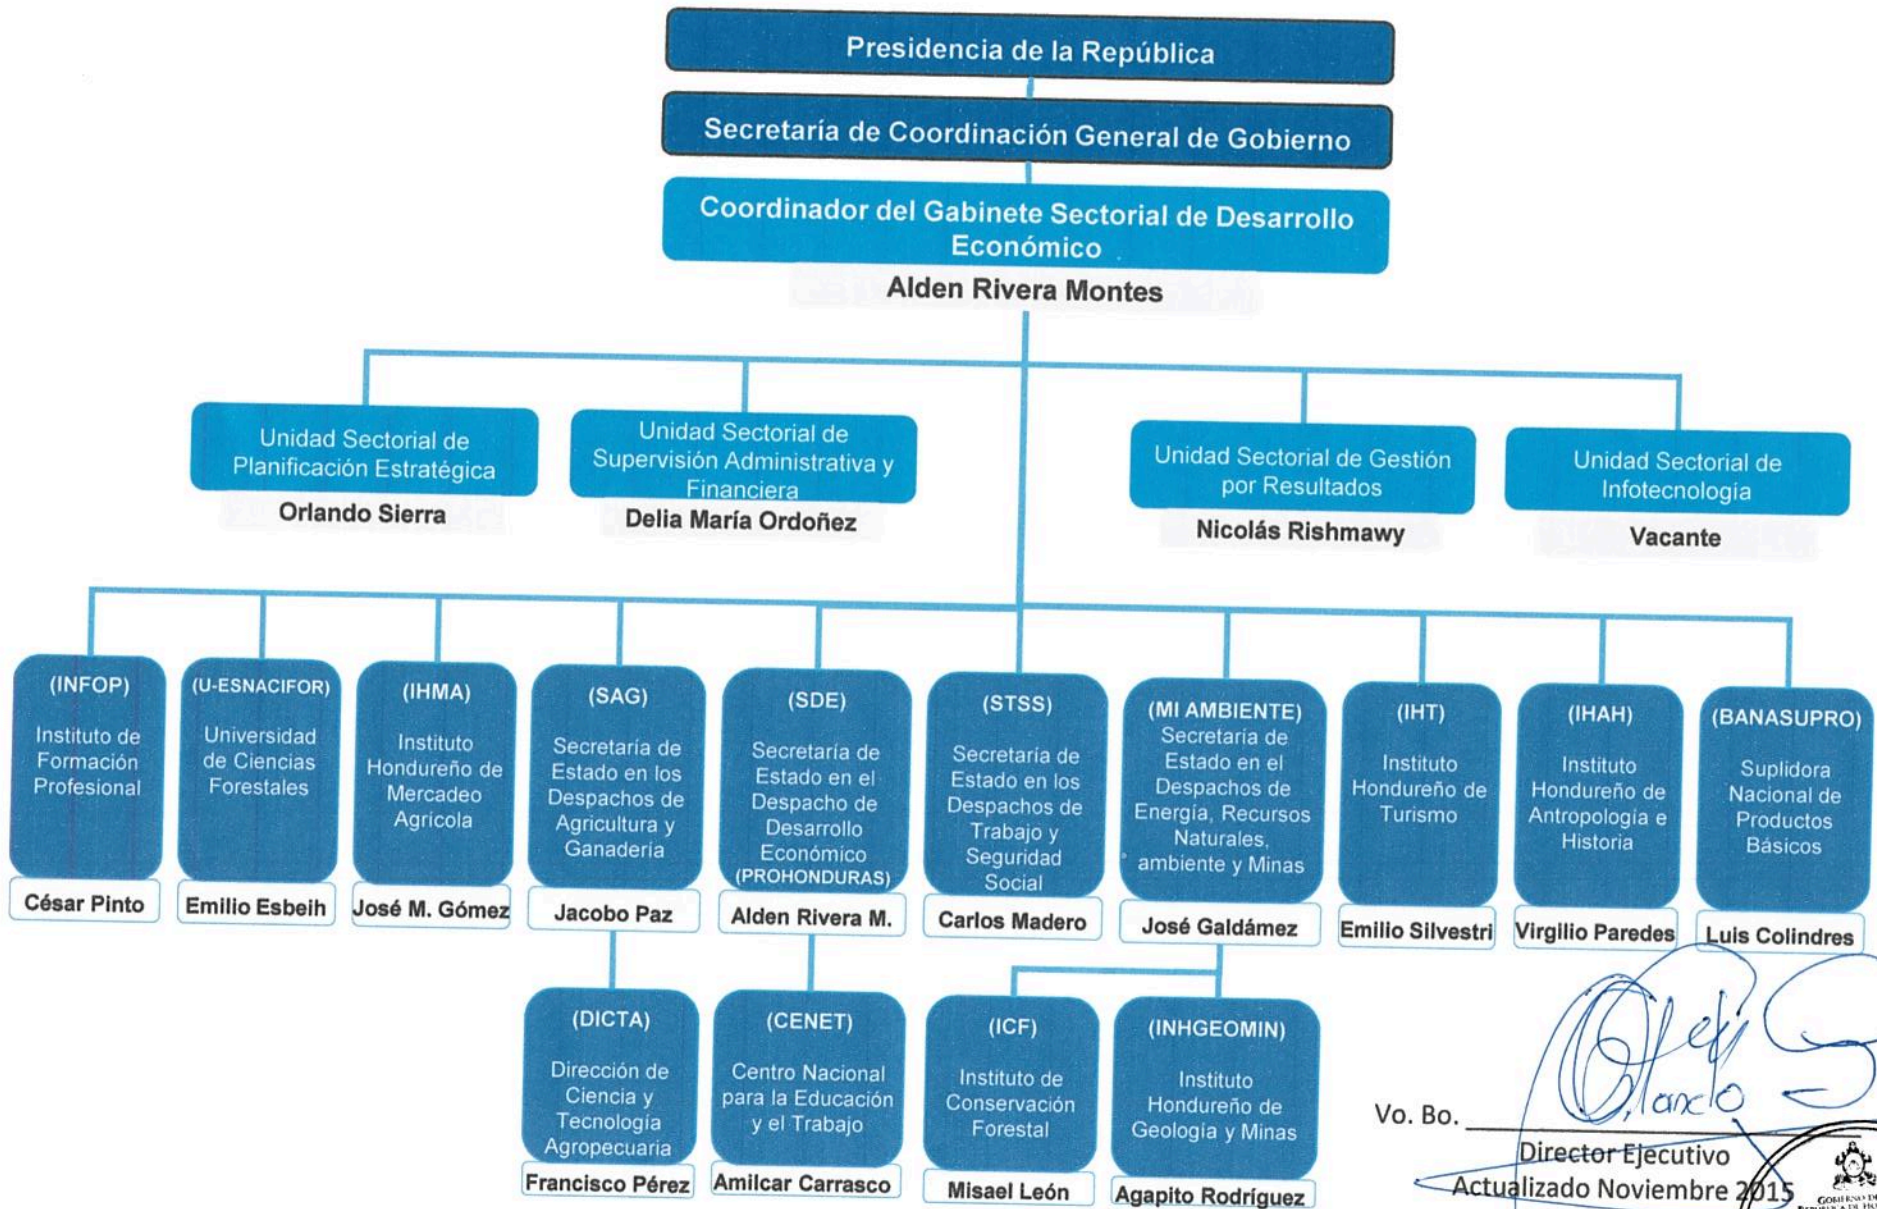 Presidencia de la República
Secretaría de Coordinación General de Gobierno
Coordinador del Gabinete Sectorial de Desarrollo
Económico
Alden Rivera Montes
Unidad Sectorial de
Planificación Estratégica
Orlando Sierra
Unidad Sectorial de
Supervisión Administrativa y
Financiera
Delia María Ordoñez
Unidad Sectorial de Gestión
por Resultados
Nicolás Rishmawy
Unidad Sectorial de
Infotecnologia
Vacante
(INFOP)
Instituto de
Formación
Profesional
César Pinto
(U-ESNACIFOR)
Universidad
de Ciencias
Forestales
Emilio Esbeih
(IHMA)
Instituto
Hondureño de
Mercadeo
Agrícola
José M. Gómez
(SAG)
Secretaría de
Estado en los
Despachos de
Agricultura y
Ganadería
Jacobo Paz
(SDE)
Secretaría de
Estado en el
Despacho de
Desarrollo
Económico
(PROHONDURAS)
Alden Rivera M.
(STSS)
Secretaría de
Estado en los
Despachos de
Trabajo y
Seguridad
Social
Carlos Madero
(MI AMBIENTE)
Secretaría de
Estado en el
Despachos de
Energía, Recursos
Naturales,
ambiente y Minas
José Galdámez
(IHT)
Instituto
Hondureño de
Turismo
Emilio Silvestri
(IHAH)
Instituto
Hondureño de
Antropología e
Historia
Virgilio Paredes
(BANASUPRO)
Suplidora
Nacional de
Productos
Básicos
Luis Colindres
(DICTA)
Dirección de
Ciencia y
Tecnología
Agropecuaria
Francisco Pérez
(CENET)
Centro Nacional
para la Educación
y el Trabajo
Amilcar Carrasco
(ICF)
Instituto de
Conservación
Forestal
Misael León
(INHGEOMIN)
Instituto
Hondureño de
Geología y Minas
Agapito Rodríguez
Orlando
Vo. Bo.
Director Ejecutivo
Actualizado Noviembre 2015